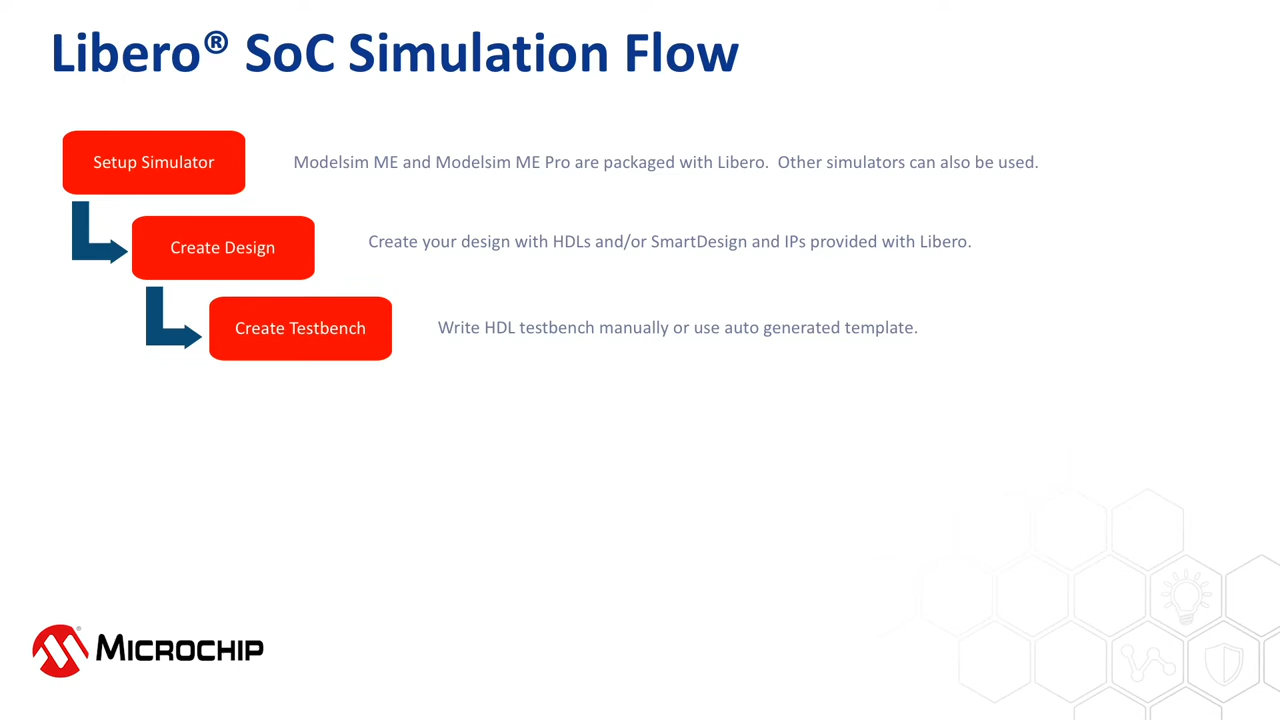 Libero® SoC Simulation Flow
Setup Simulator
Modelsim ME and Modelsim ME Pro are packaged with Libero.  Other simulators can also be used.
Create Design
Create your design with HDLs and/or SmartDesign and IPs provided with Libero.
Create Testbench
Write HDL testbench manually or use auto generated template.
MICROCHIP